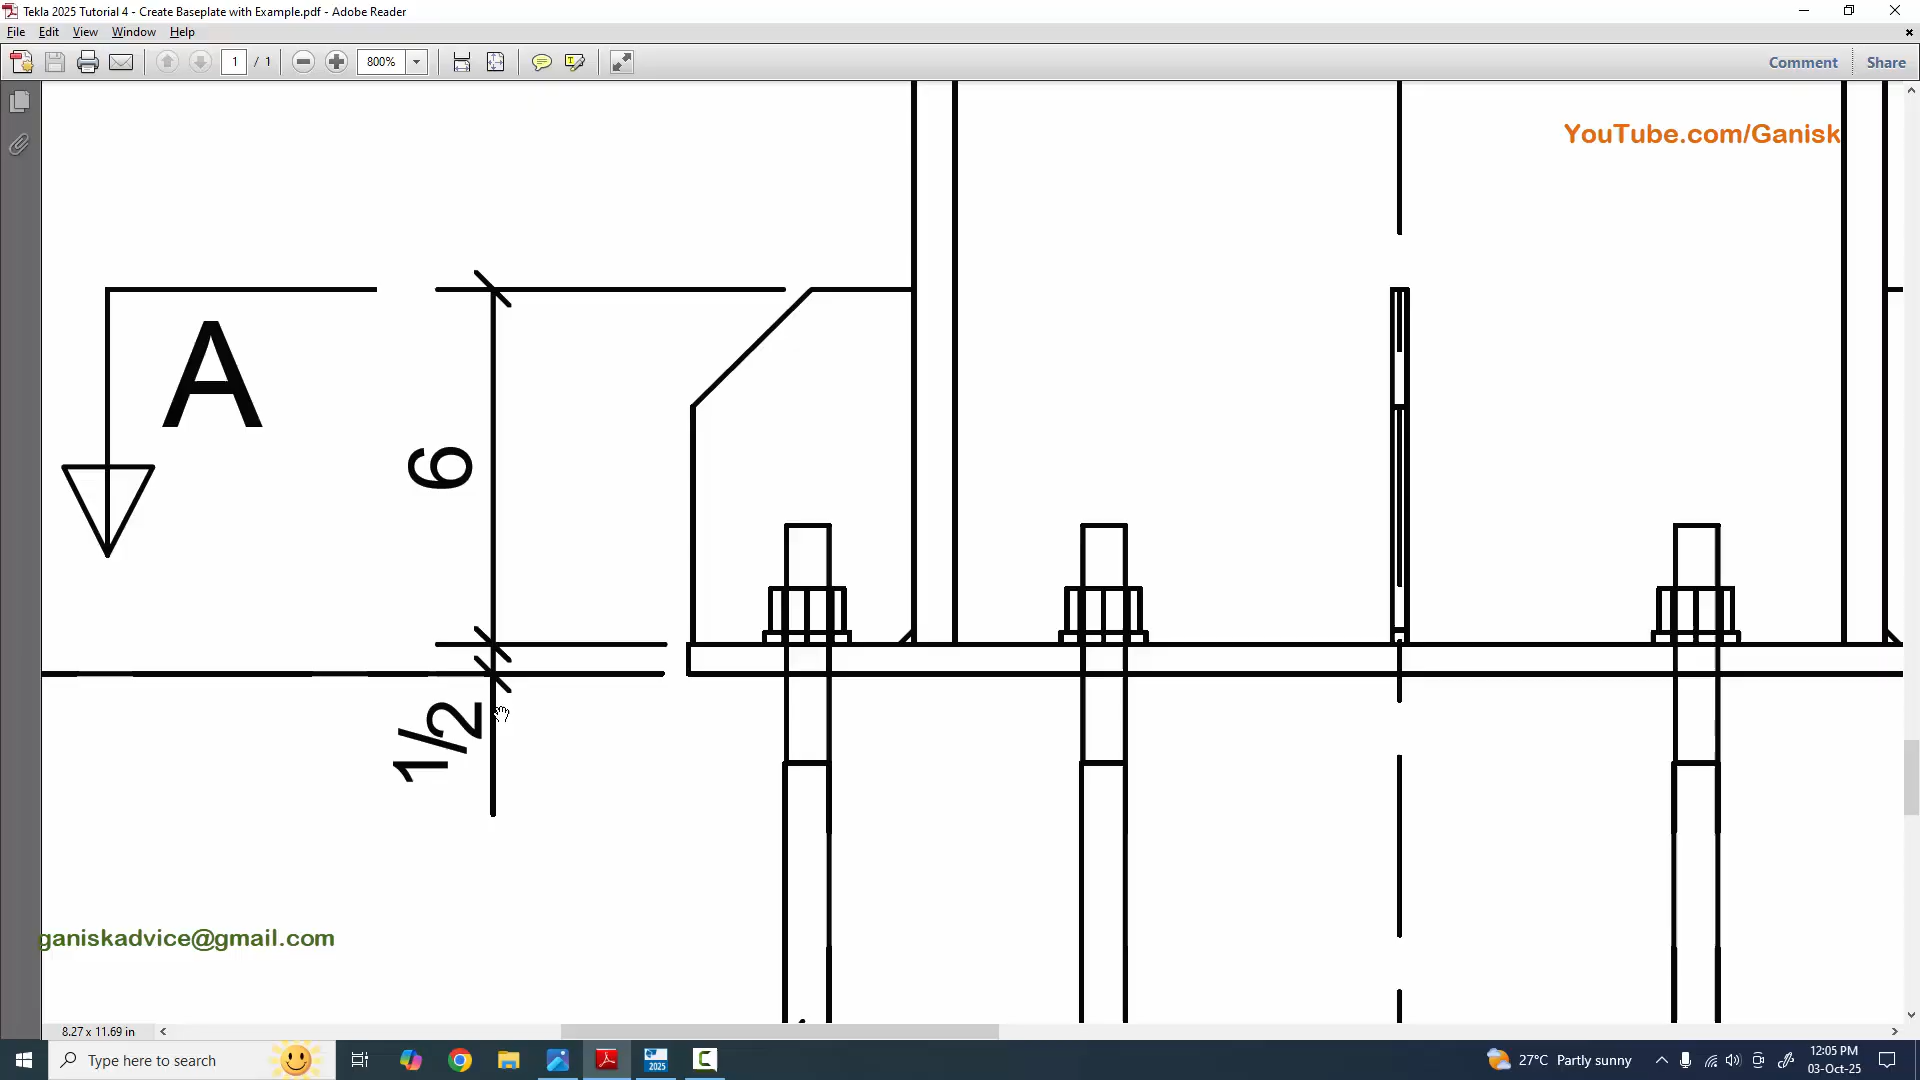 Tekla 2025 Tutorial 4 - Create Baseplate with Example.pdf - Adobe Reader
File Edit View Window Help
1 / 1 800% Comment Share
YouTube.com/Ganisk
A
6
1/2
ganiskadvice@gmail.com
8.27 x 11.69 in
Type here to search 2025 27°C Partly sunny 12:05 PM
03-Oct-25